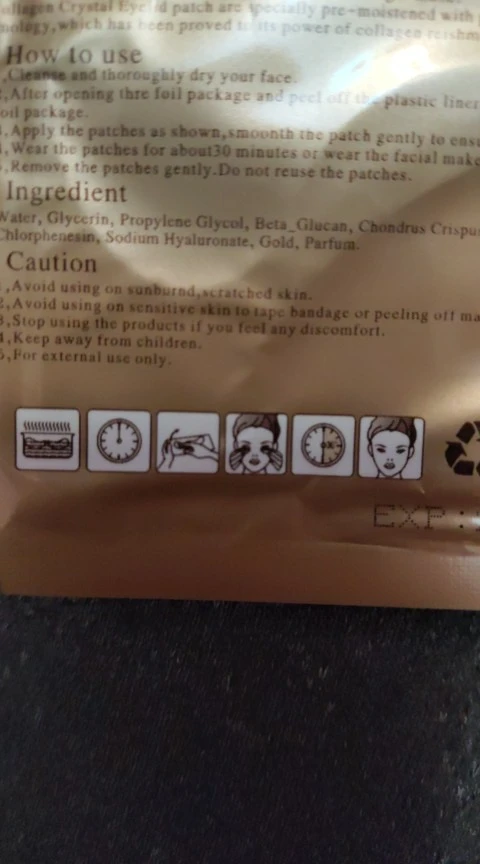 Collagen Crystal Eyelid patch are specially pre-moistened with
nology,which has been proved its power of collagen
How to use
,Cleanse and thoroughly dry your face.
2,After opening thre foil package and peel off the plastic liner
oil package.
,Apply the patches as shown,smoonth the patch gently to ens
,Wear the patches for about30 minutes or wear the facial make
,Remove the patches gently.Do not reuse the patches.
Ingredient
Water, Glycerin, Propylene Glycol, Beta_Glucan, Chondrus Crispu
Chlorphenesin, Sodium Hyaluronate, Gold, Parfum.
Caution
,Avoid using on sunburnd,scratched skin.
2,Avoid using on sensitive skin to tape bandage or peeling off ma
3,Stop using the products if you feel any discomfort.
4,Keep away from children.
5,For external use only.
EXP: